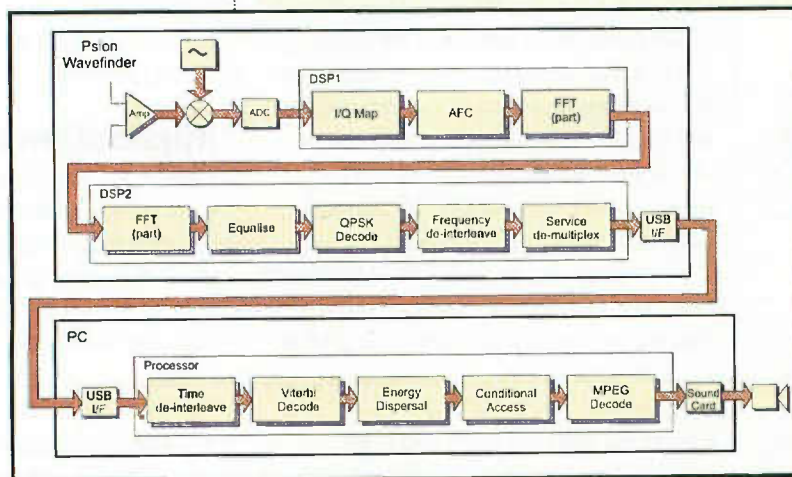 Psion
Wavefinder
Amp
ADC
DSP1
I/Q Map
AFC
FFT
(part)
DSP2
FFT
(part)
Equalise
QPSK
Decode
Frequency
de-interleave
Service
de-multiplex
USB
I/F
PC
USB
I/F
Processor
Time
de-interleave
Viterbi
Decode
Energy
Dispersal
Conditional
Access
MPEG
Decode
Sound
Card